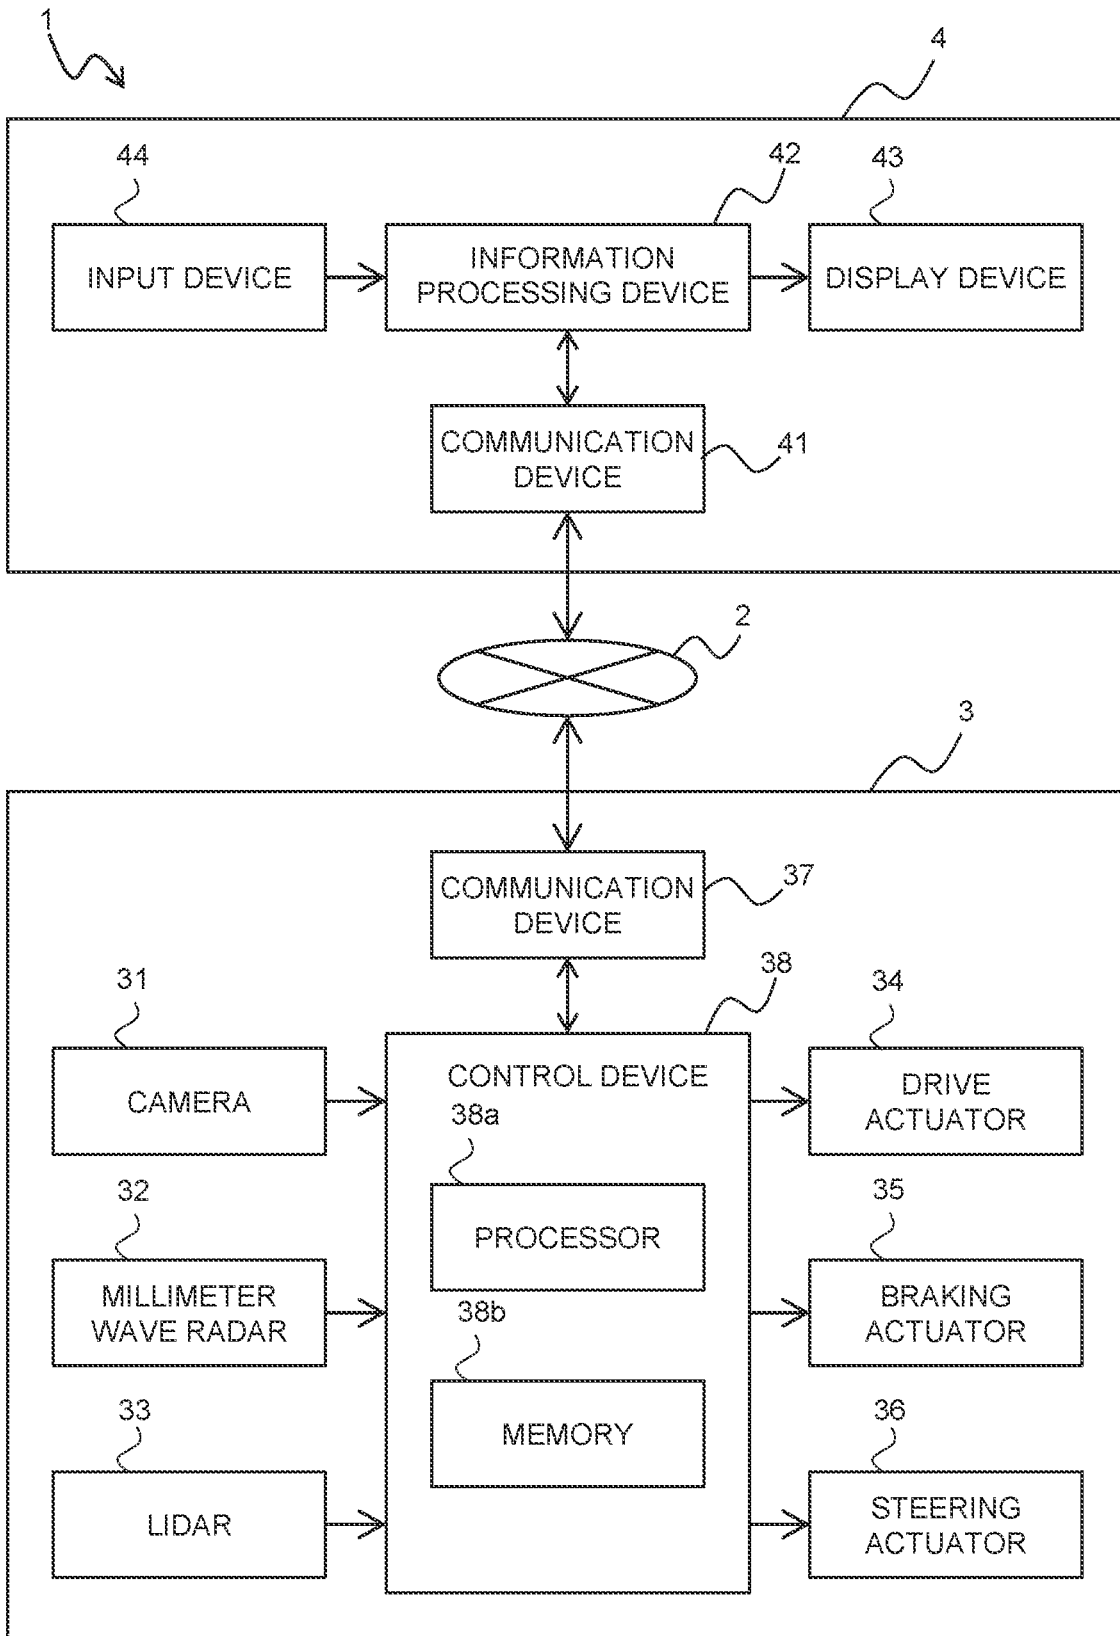 1
4
44
42
43
INPUT DEVICE
INFORMATION
PROCESSING DEVICE
DISPLAY DEVICE
COMMUNICATION
DEVICE
41
2
3
COMMUNICATION
DEVICE
37
31
38
34
CAMERA
CONTROL DEVICE
DRIVE
ACTUATOR
38a
32
35
PROCESSOR
MILLIMETER
WAVE RADAR
BRAKING
ACTUATOR
38b
33
36
MEMORY
LIDAR
STEERING
ACTUATOR